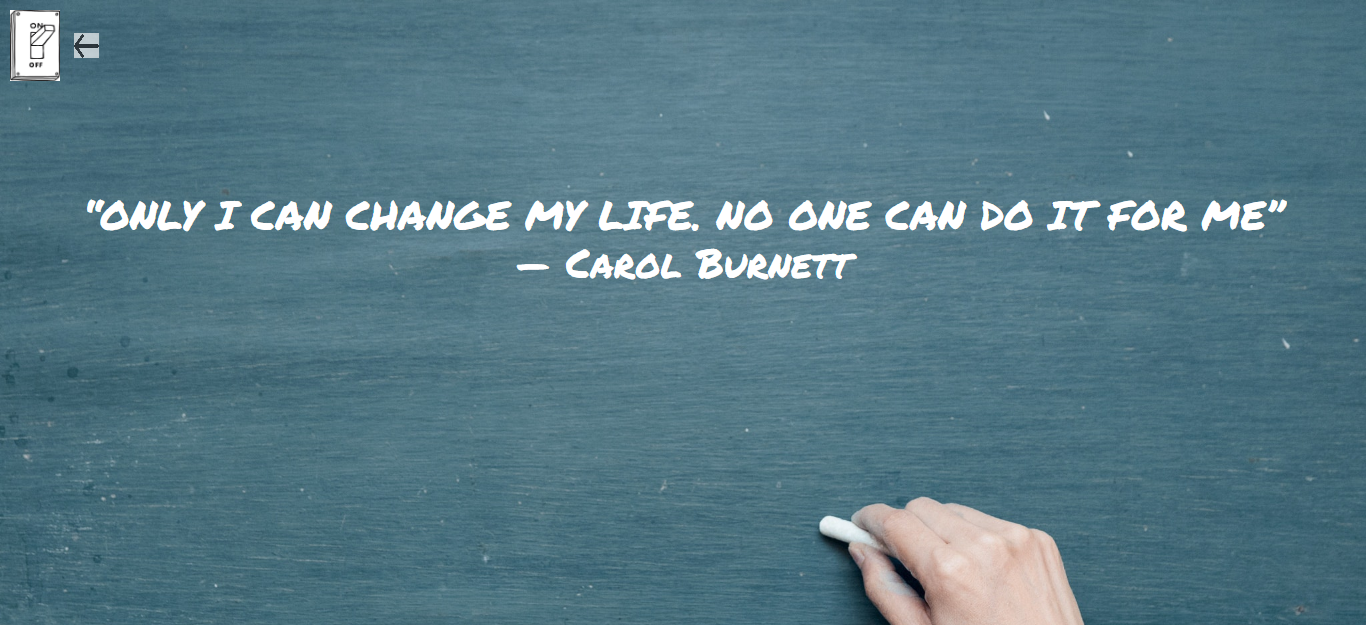 ON
OFF
“ONLY I CAN CHANGE MY LIFE. NO ONE CAN DO IT FOR ME”
— CAROL BURNETT